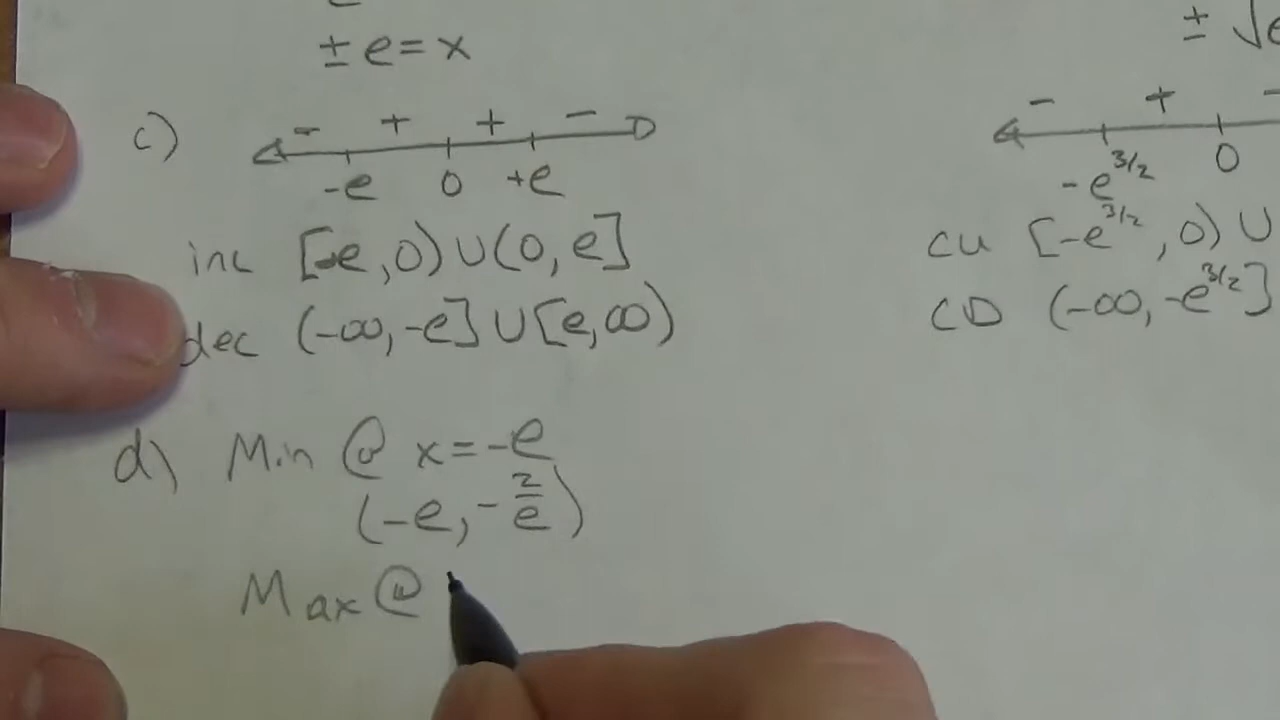 ± e = x
c)
- + + -
-e 0 +e
inc [-e, 0) ∪ (0, e]
dec (-∞, -e] ∪ [e, ∞)
d) Min @ x = -e
(-e, -2/e)
Max @
± √e
- + -
-e^3/2 0
CU [-e^3/2, 0) ∪
CD (-∞, -e^3/2]